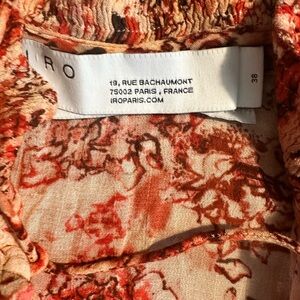 IRO
19, RUE BACHAUMONT
75002 PARIS , FRANCE
IROPARIS.COM
38